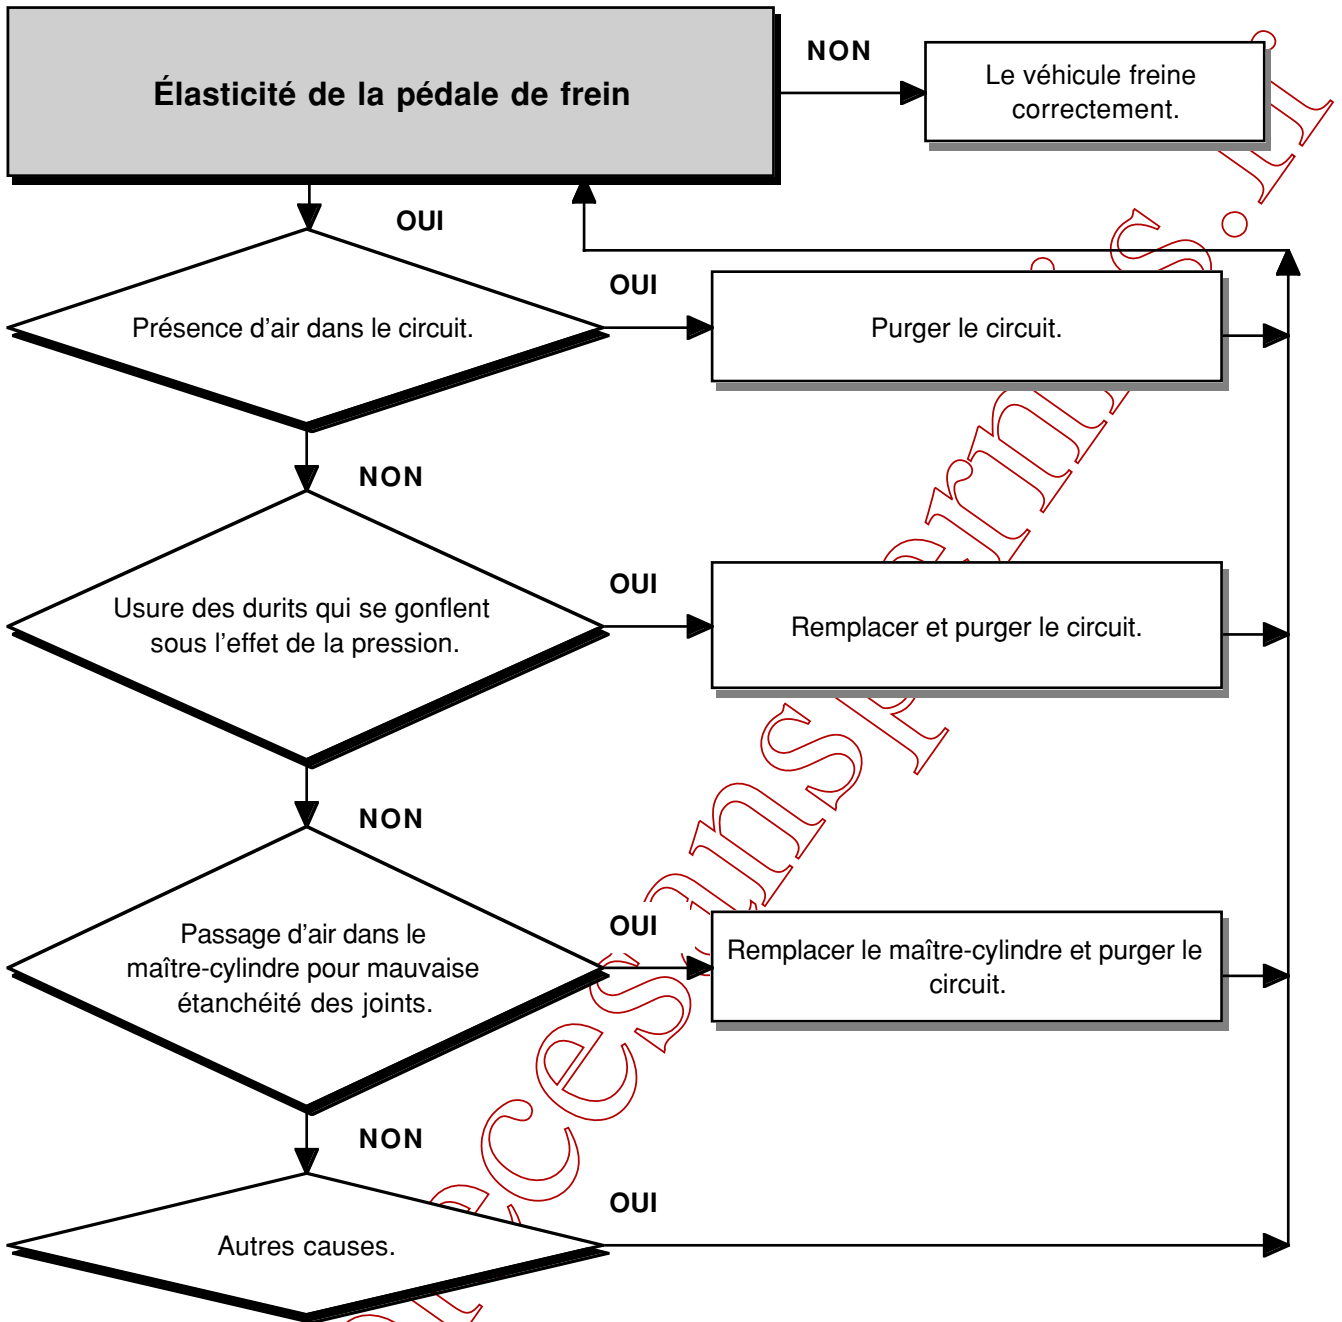 Élasticité de la pédale de frein
NON
Le véhicule freine
correctement.
OUI
Présence d'air dans le circuit.
OUI
Purger le circuit.
NON
Usure des durits qui se gonflent
sous l'effet de la pression.
OUI
Remplacer et purger le circuit.
NON
Passage d'air dans le
maître-cylindre pour mauvaise
étanchéité des joints.
OUI
Remplacer le maître-cylindre et purger le
circuit.
NON
Autres causes.
OUI